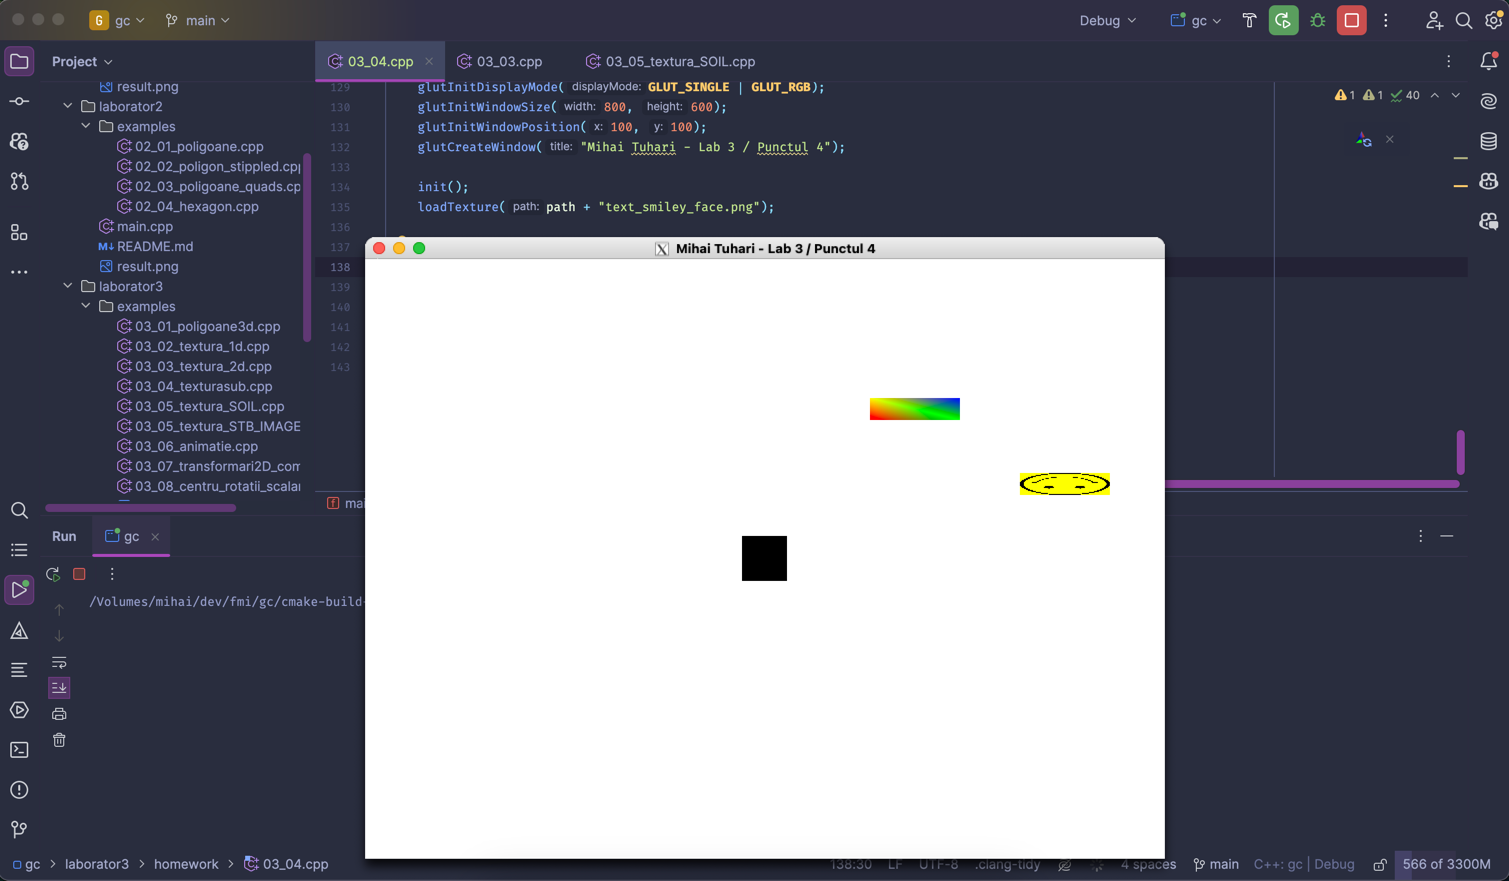 G gc main Debug gc
Project
03_04.cpp 03_03.cpp 03_05_textura_SOIL.cpp
result.png
laborator2
examples
02_01_poligoane.cpp
02_02_poligon_stippled.cpp
02_03_poligoane_quads.cp
02_04_hexagon.cpp
main.cpp
M↓ README.md
result.png
laborator3
examples
03_01_poligoane3d.cpp
03_02_textura_1d.cpp
03_03_textura_2d.cpp
03_04_texturasub.cpp
03_05_textura_SOIL.cpp
03_05_textura_STB_IMAGE
03_06_animatie.cpp
03_07_transformari2D_com
03_08_centru_rotatii_scalar
129 glutInitDisplayMode( displayMode: GLUT_SINGLE | GLUT_RGB);
130 glutInitWindowSize( width: 800, height: 600);
131 glutInitWindowPosition( x: 100, y: 100);
132 glutCreateWindow( title: "Mihai Tuhari - Lab 3 / Punctul 4");
133
134 init();
135 loadTexture( path: path + "text_smiley_face.png");
136
137
138
139
140
141
142
143
1 1 40
Mihai Tuhari - Lab 3 / Punctul 4
f mai
Run gc
/Volumes/mihai/dev/fmi/gc/cmake-build-
gc > laborator3 > homework > 03_04.cpp
138:30 LF UTF-8 .clang-tidy 4 spaces main C++: gc | Debug 566 of 3300M